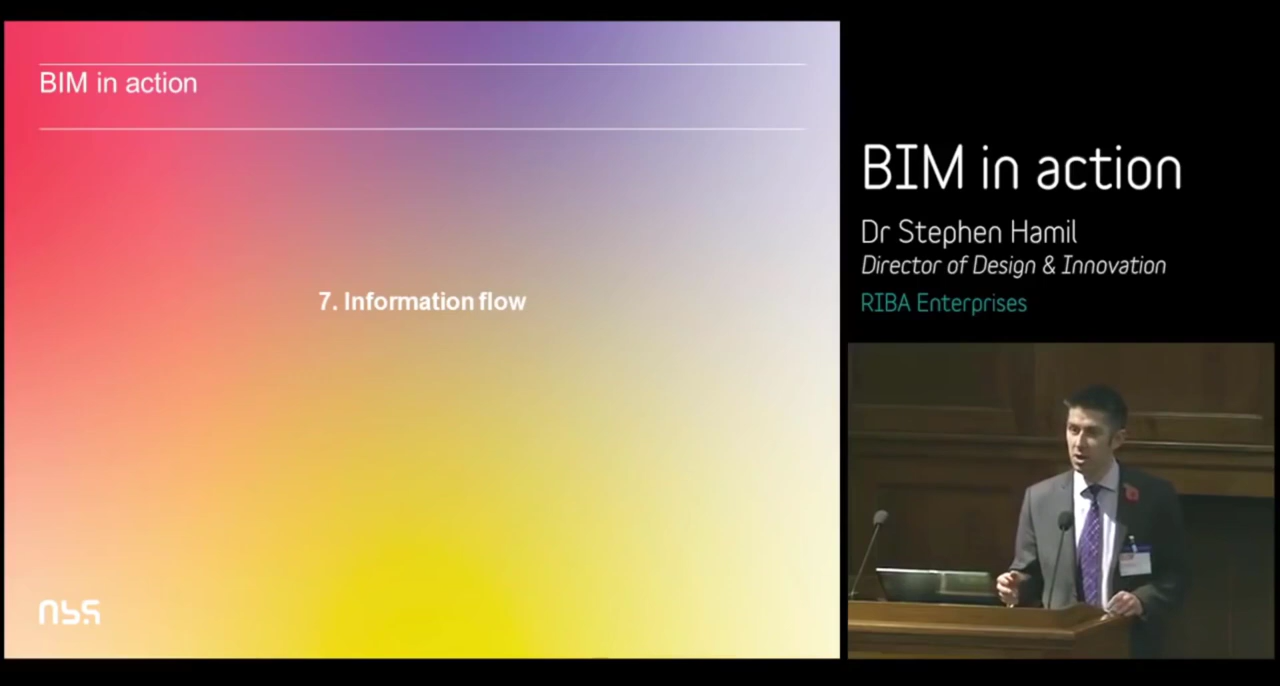 BIM in action
7. Information flow
nbs
BIM in action
Dr Stephen Hamil
Director of Design & Innovation
RIBA Enterprises